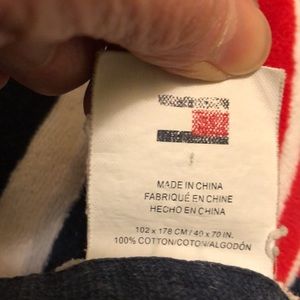 MADE IN CHINA
FABRIQUÉ EN CHINE
HECHO EN CHINA
102 x 178 CM / 40 x 70 IN.
100% COTTON/COTON/ALGODÓN